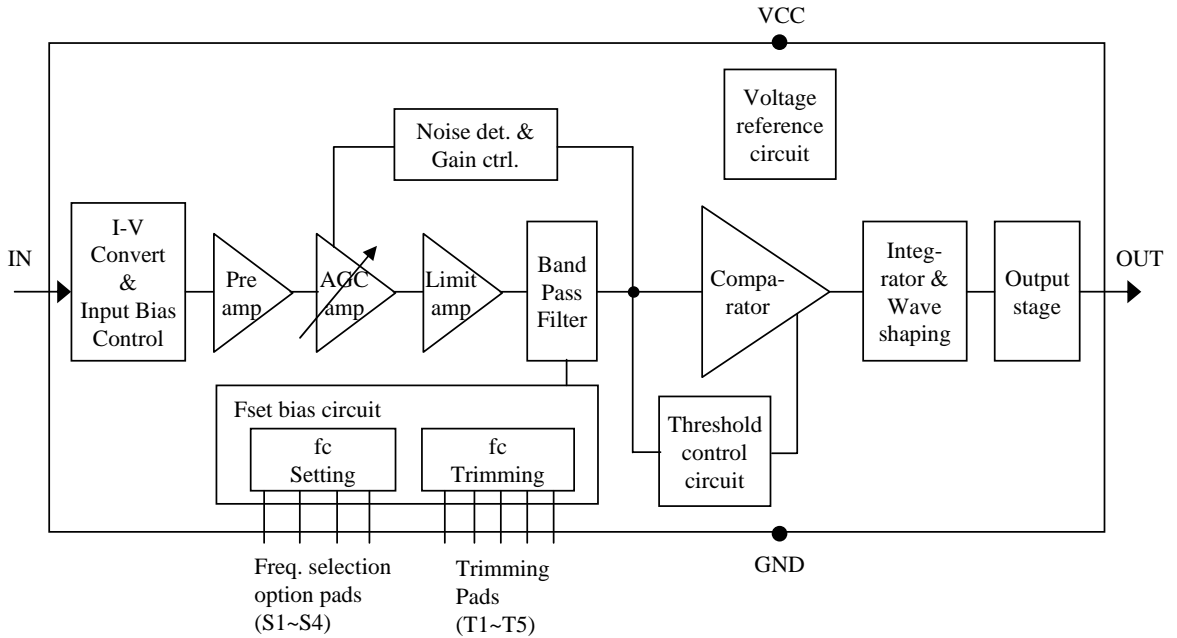 VCC
Voltage
reference
circuit
Noise det. &
Gain ctrl.
IN
I-V
Convert
&
Input Bias
Control
Pre
amp
AGC
amp
Limit
amp
Band
Pass
Filter
Compa-
rator
Integ-
rator &
Wave
shaping
Output
stage
OUT
Fset bias circuit
fc
Setting
fc
Trimming
Threshold
control
circuit
Freq. selection
option pads
(S1~S4)
Trimming
Pads
(T1~T5)
GND